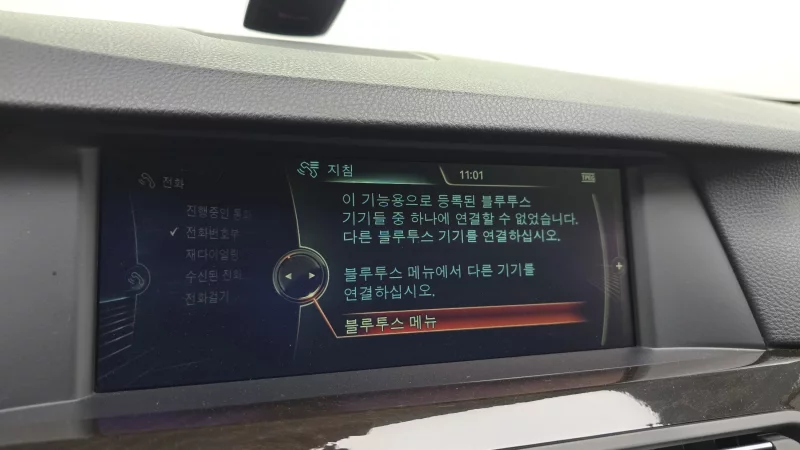 전화
지침
11:01
TPEG
진행중인 통화
✓ 전화번호부
재다이얼링
수신된 전화
전화걸기
이 기능용으로 등록된 블루투스
기기들 중 하나에 연결할 수 없었습니다.
다른 블루투스 기기를 연결하십시오.
블루투스 메뉴에서 다른 기기를
연결하십시오.
블루투스 메뉴